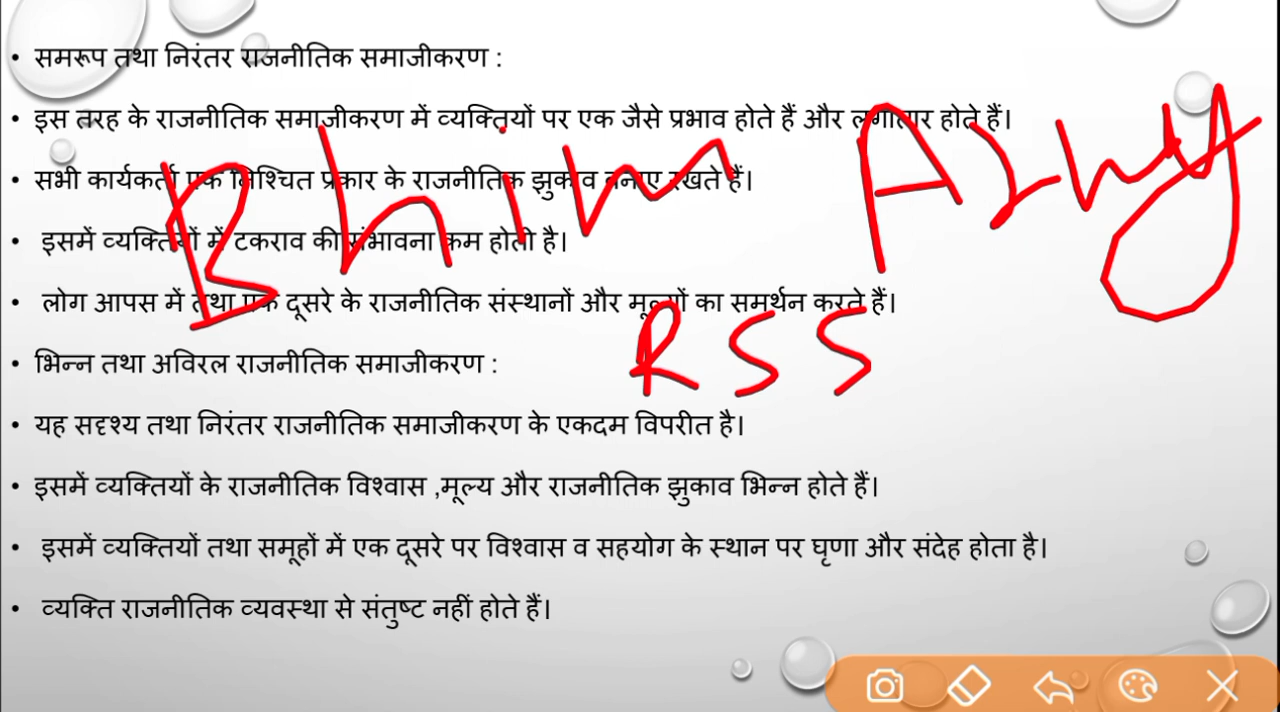 • समरूप तथा निरंतर राजनीतिक समाजीकरण :
• इस तरह के राजनीतिक समाजीकरण में व्यक्तियों पर एक जैसे प्रभाव होते हैं और लगातार होते हैं।
• सभी कार्यकर्ता एक निश्चित प्रकार के राजनीतिक झुकाव बनाए रखते हैं।
Bhim Army
• इसमें व्यक्तियों में टकराव की संभावना कम होती है।
• लोग आपस में तथा एक दूसरे के राजनीतिक संस्थानों और मूल्यों का समर्थन करते हैं।
RSS
• भिन्न तथा अविरल राजनीतिक समाजीकरण :
• यह सदृश्य तथा निरंतर राजनीतिक समाजीकरण के एकदम विपरीत है।
• इसमें व्यक्तियों के राजनीतिक विश्वास ,मूल्य और राजनीतिक झुकाव भिन्न होते हैं।
• इसमें व्यक्तियों तथा समूहों में एक दूसरे पर विश्वास व सहयोग के स्थान पर घृणा और संदेह होता है।
• व्यक्ति राजनीतिक व्यवस्था से संतुष्ट नहीं होते हैं।